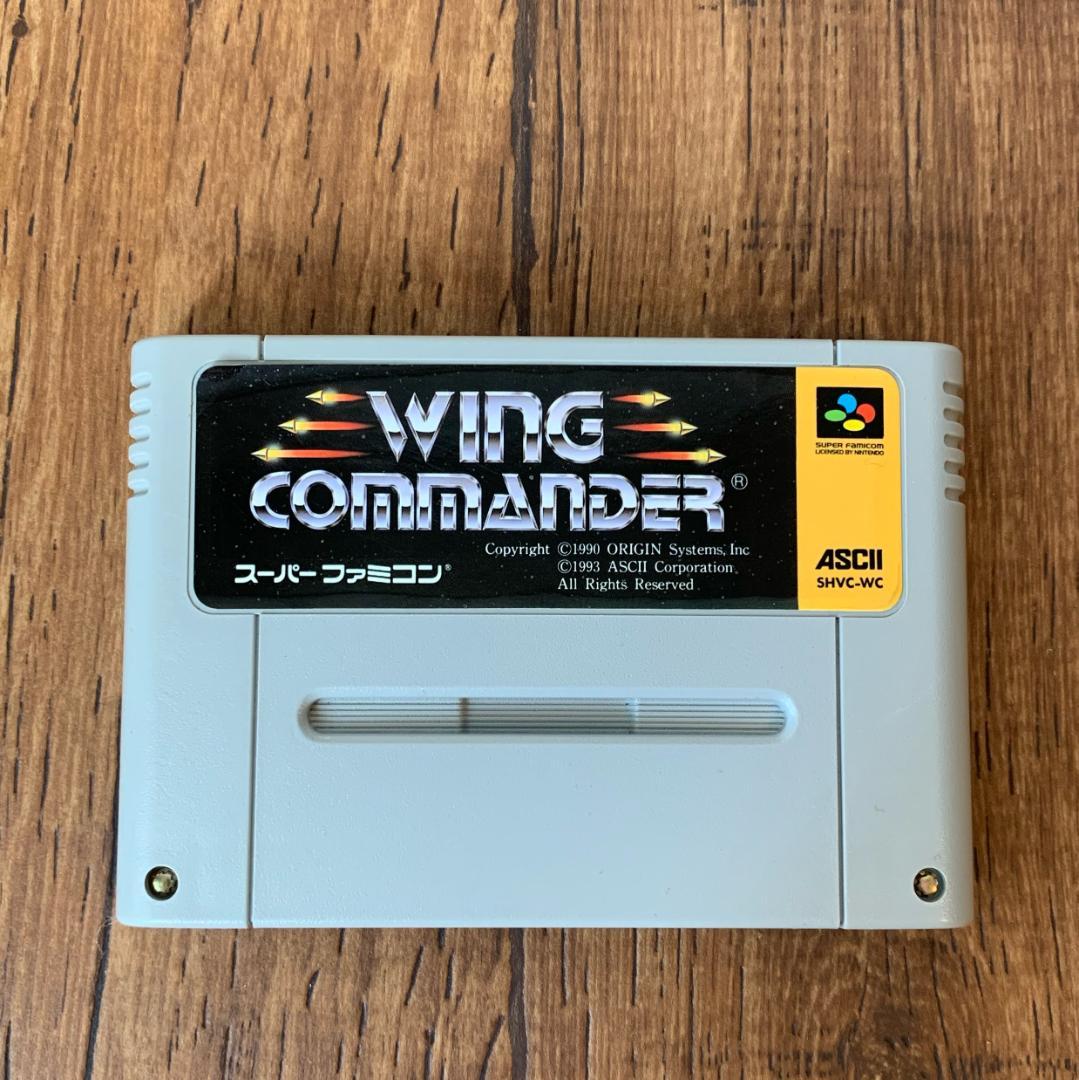 WING
COMMANDER®
Copyright ©1990 ORIGIN Systems, Inc
©1993 ASCII Corporation
All Rights Reserved.
スーパーファミコン®
SUPER FAMICOM
LICENSED BY NINTENDO
ASCII
SHVC-WC